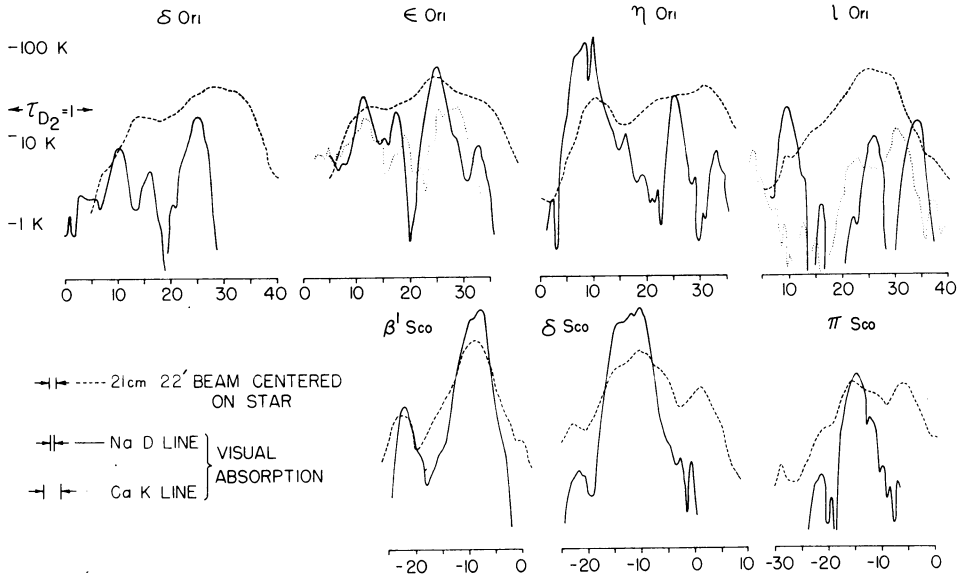 δ Ori
ε Ori
η Ori
ι Ori
-100 K
τD2=1
-10 K
-1 K
0 10 20 30 40
0 10 20 30
0 10 20 30
10 20 30 40
β' Sco
δ Sco
π Sco
21cm 22' BEAM CENTERED
ON STAR
Na D LINE
Ca K LINE
VISUAL
ABSORPTION
-20 -10 0
-20 -10 0 10
-30 -20 -10 0